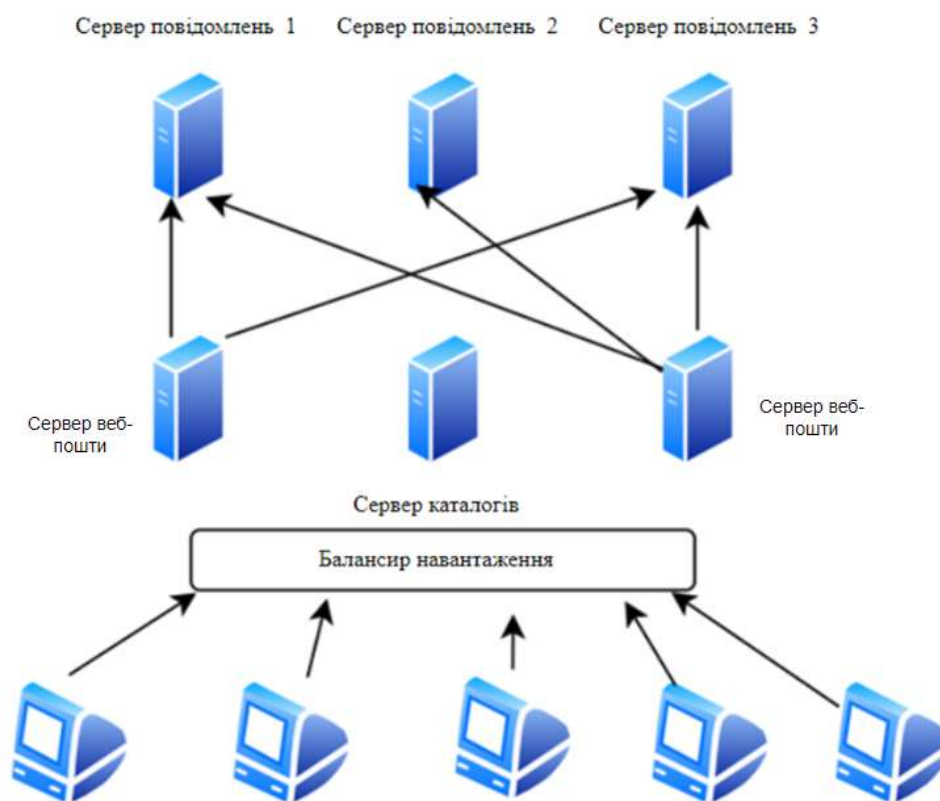 Сервер повідомлень 1
Сервер повідомлень 2
Сервер повідомлень 3
Сервер веб-
пошти
Сервер веб-
пошти
Сервер каталогів
Балансир навантаження